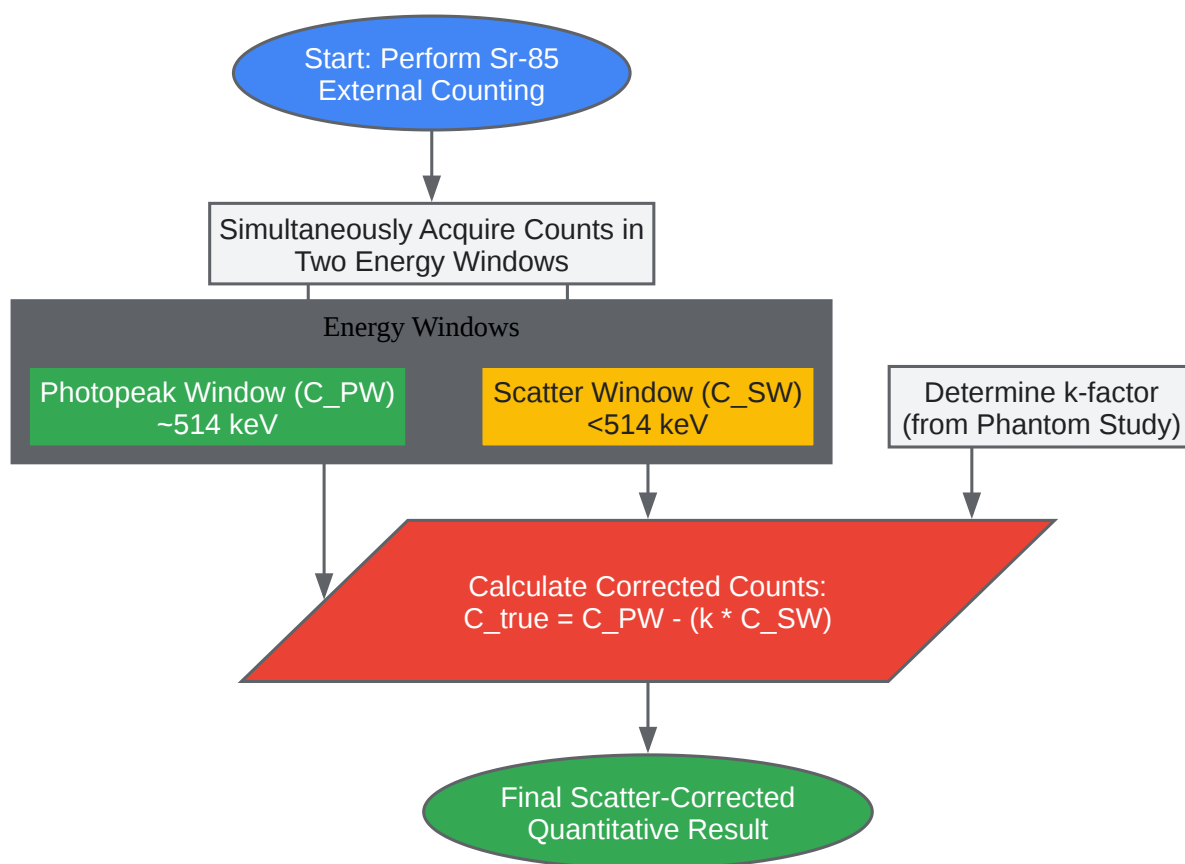 Start: Perform Sr-85
External Counting
Simultaneously Acquire Counts in
Two Energy Windows
Energy Windows
Photopeak Window (C_PW)
~514 keV
Scatter Window (C_SW)
<514 keV
Determine k-factor
(from Phantom Study)
Calculate Corrected Counts:
C_true = C_PW - (k * C_SW)
Final Scatter-Corrected
Quantitative Result